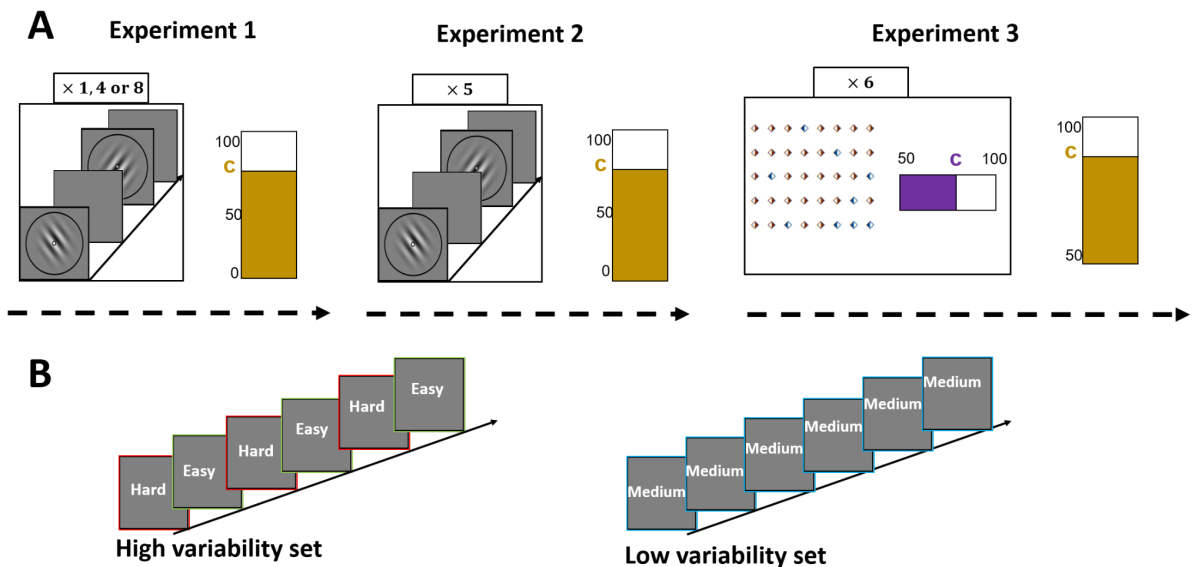 A
Experiment 1
Experiment 2
Experiment 3
× 1, 4 or 8
100
C
50
0
× 5
100
C
50
0
× 6
50 C 100
100
C
50
B
Hard
Easy
Hard
Easy
Hard
Easy
High variability set
Medium
Medium
Medium
Medium
Medium
Medium
Low variability set